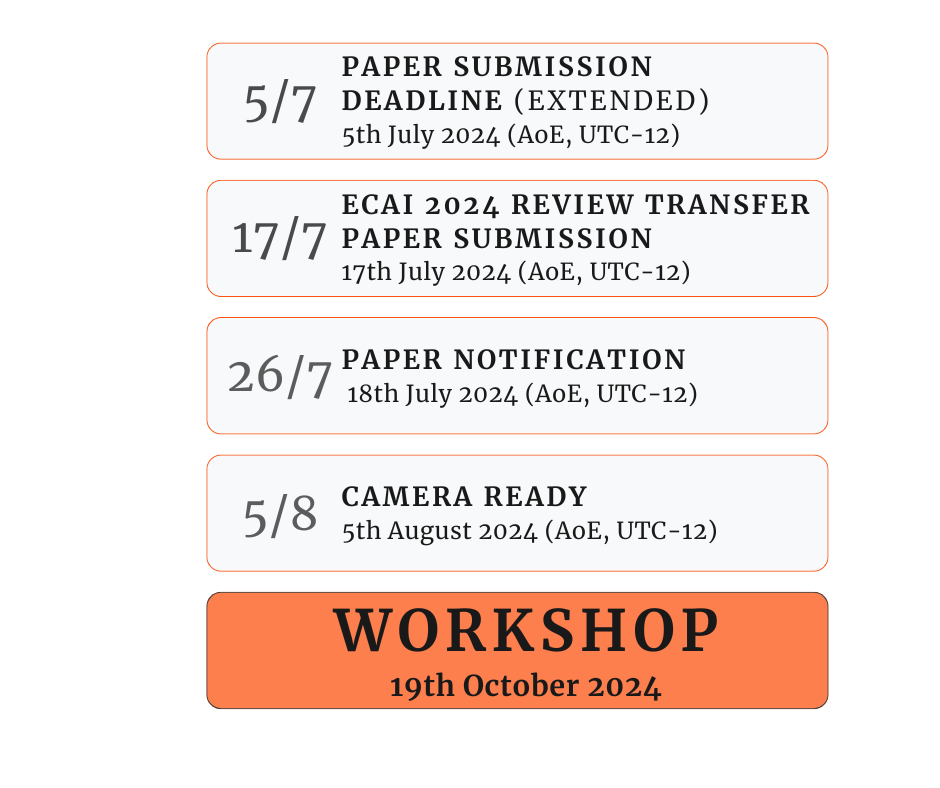 5/7
PAPER SUBMISSION
DEADLINE (EXTENDED)
5th July 2024 (AoE, UTC-12)
17/7
ECAI 2024 REVIEW TRANSFER
PAPER SUBMISSION
17th July 2024 (AoE, UTC-12)
26/7
PAPER NOTIFICATION
18th July 2024 (AoE, UTC-12)
5/8
CAMERA READY
5th August 2024 (AoE, UTC-12)
WORKSHOP
19th October 2024